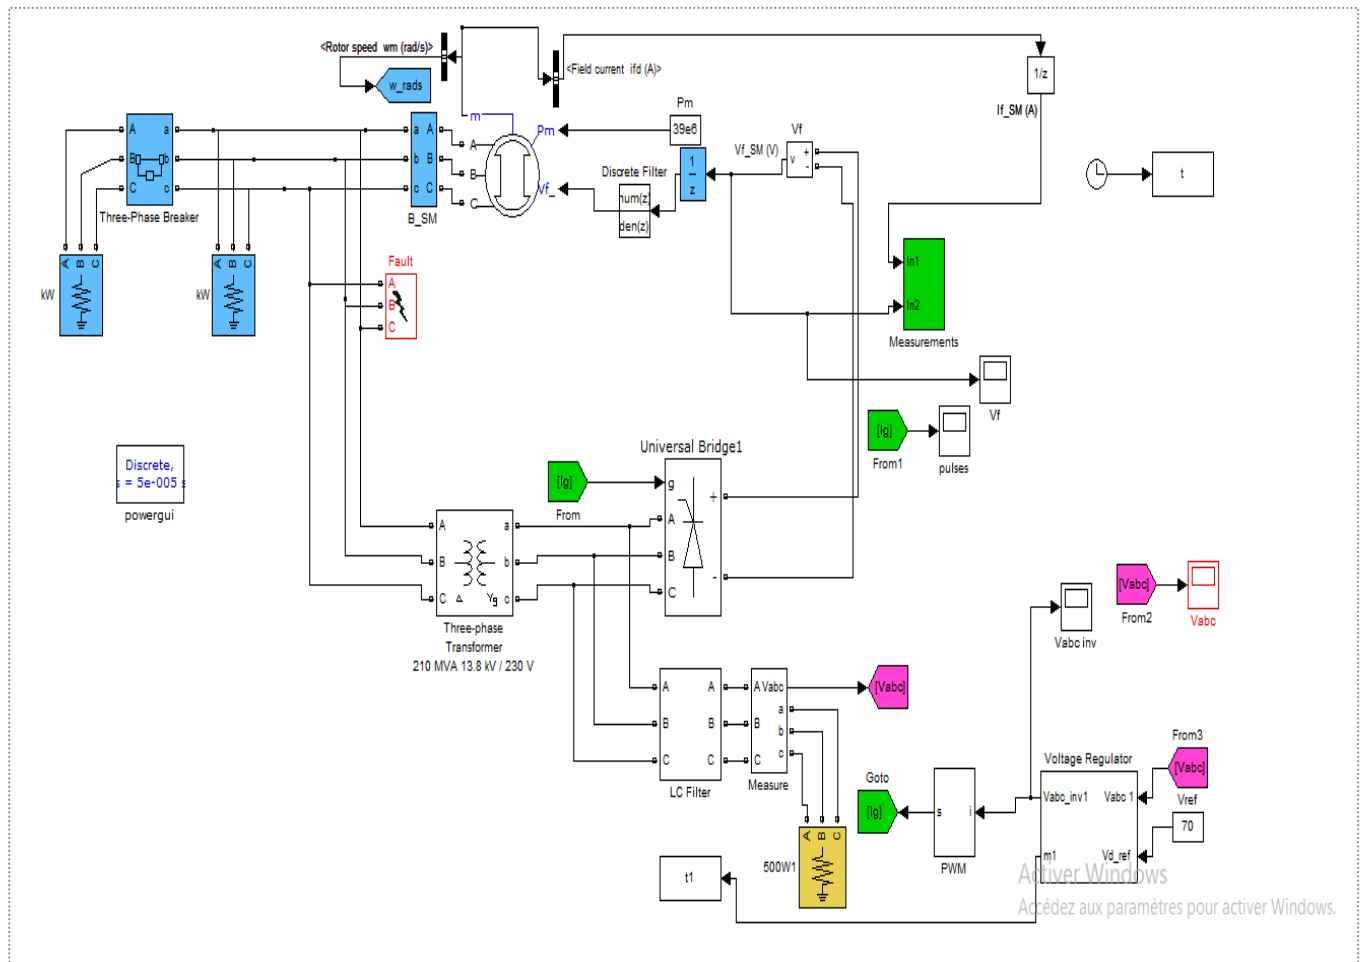 <Rotor speed wm (rad/s)>
w_rads
<Field current ifd (A)>
1/z
If_SM (A)
m
Pm
Pm
39e6
Vf
v
+
-
Vf_SM (V)
1
z
Discrete Filter
num(z)
den(z)
Vf_
A
B
C
a
b
c
Three-Phase Breaker
a A
b B
c C
B_SM
A
B
C
t
A B C
kW
A B C
kW
Fault
A
B
C
In1
In2
Measurements
Vf
[Ig]
From1
pulses
Discrete,
s = 5e-005 s
powergui
Universal Bridge1
g
A
B
C
+
-
[Ig]
From
A a
B b
C c
Δ Yg
Three-phase
Transformer
210 MVA 13.8 kV / 230 V
[Vabc]
From2
Vabc
Vabc inv
A A
B B
C C
LC Filter
A Vabc
a
B b
c
C
Measure
[Vabc]
From3
[Vabc]
Voltage Regulator
Vabc_inv1 Vabc 1
m1 Vd_ref
Vref
70
Goto
[Ig]
s i
PWM
A B C
500W1
t1
Activer Windows
Accédez aux paramètres pour activer Windows.